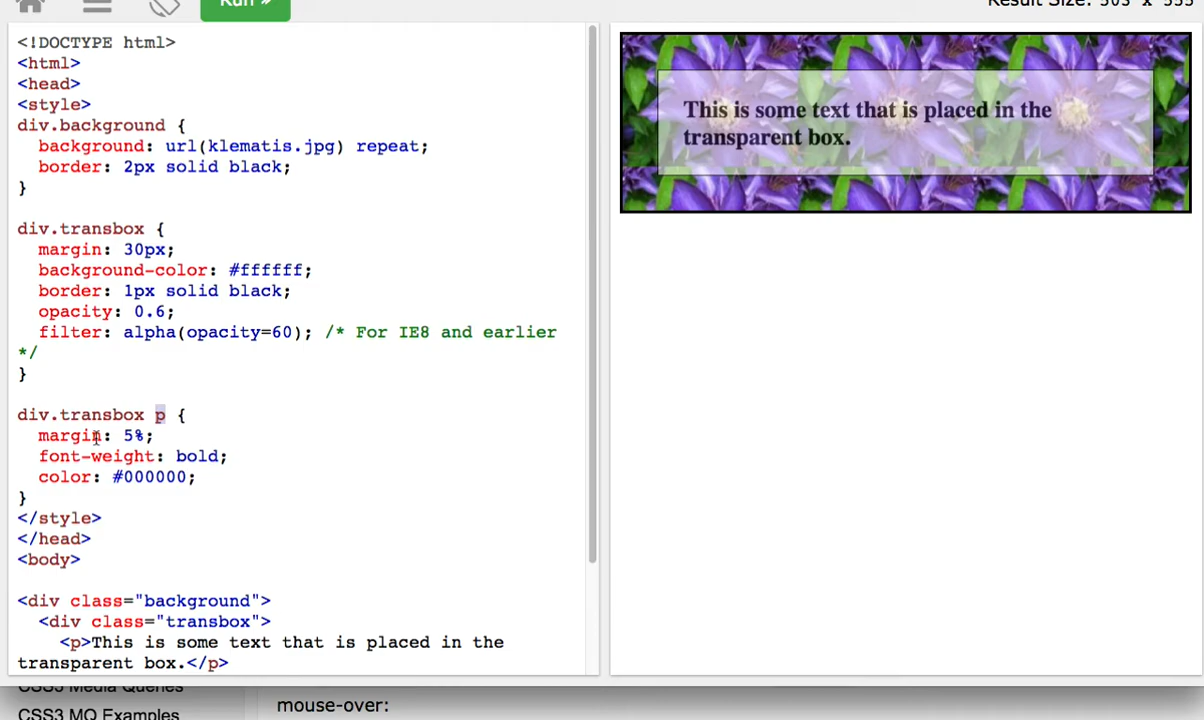 Run »
Result Size: 503 x 555
<!DOCTYPE html>
<html>
<head>
<style>
div.background {
  background: url(klematis.jpg) repeat;
  border: 2px solid black;
}

div.transbox {
  margin: 30px;
  background-color: #ffffff;
  border: 1px solid black;
  opacity: 0.6;
  filter: alpha(opacity=60); /* For IE8 and earlier
*/
}

div.transbox p {
  margin: 5%;
  font-weight: bold;
  color: #000000;
}
</style>
</head>
<body>

<div class="background">
  <div class="transbox">
    <p>This is some text that is placed in the
transparent box.</p>
This is some text that is placed in the
transparent box.
CSS3 Media Queries
CSS3 MQ Examples
mouse-over: